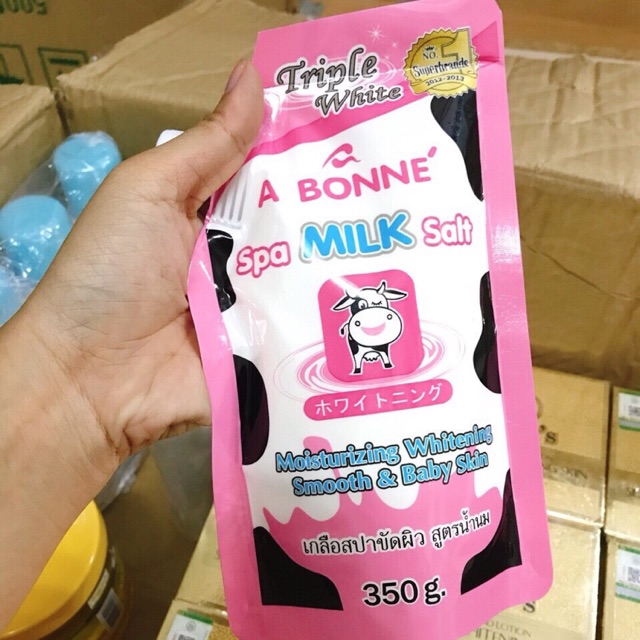 Triple
White
NO.1
Superbrands
2012-2013
A BONNE´
Spa MILK Salt
ホワイトニング
Moisturizing Whitening
Smooth & Baby Skin
เกลือสปาขัดผิว สูตรน้ำนม
350 g.